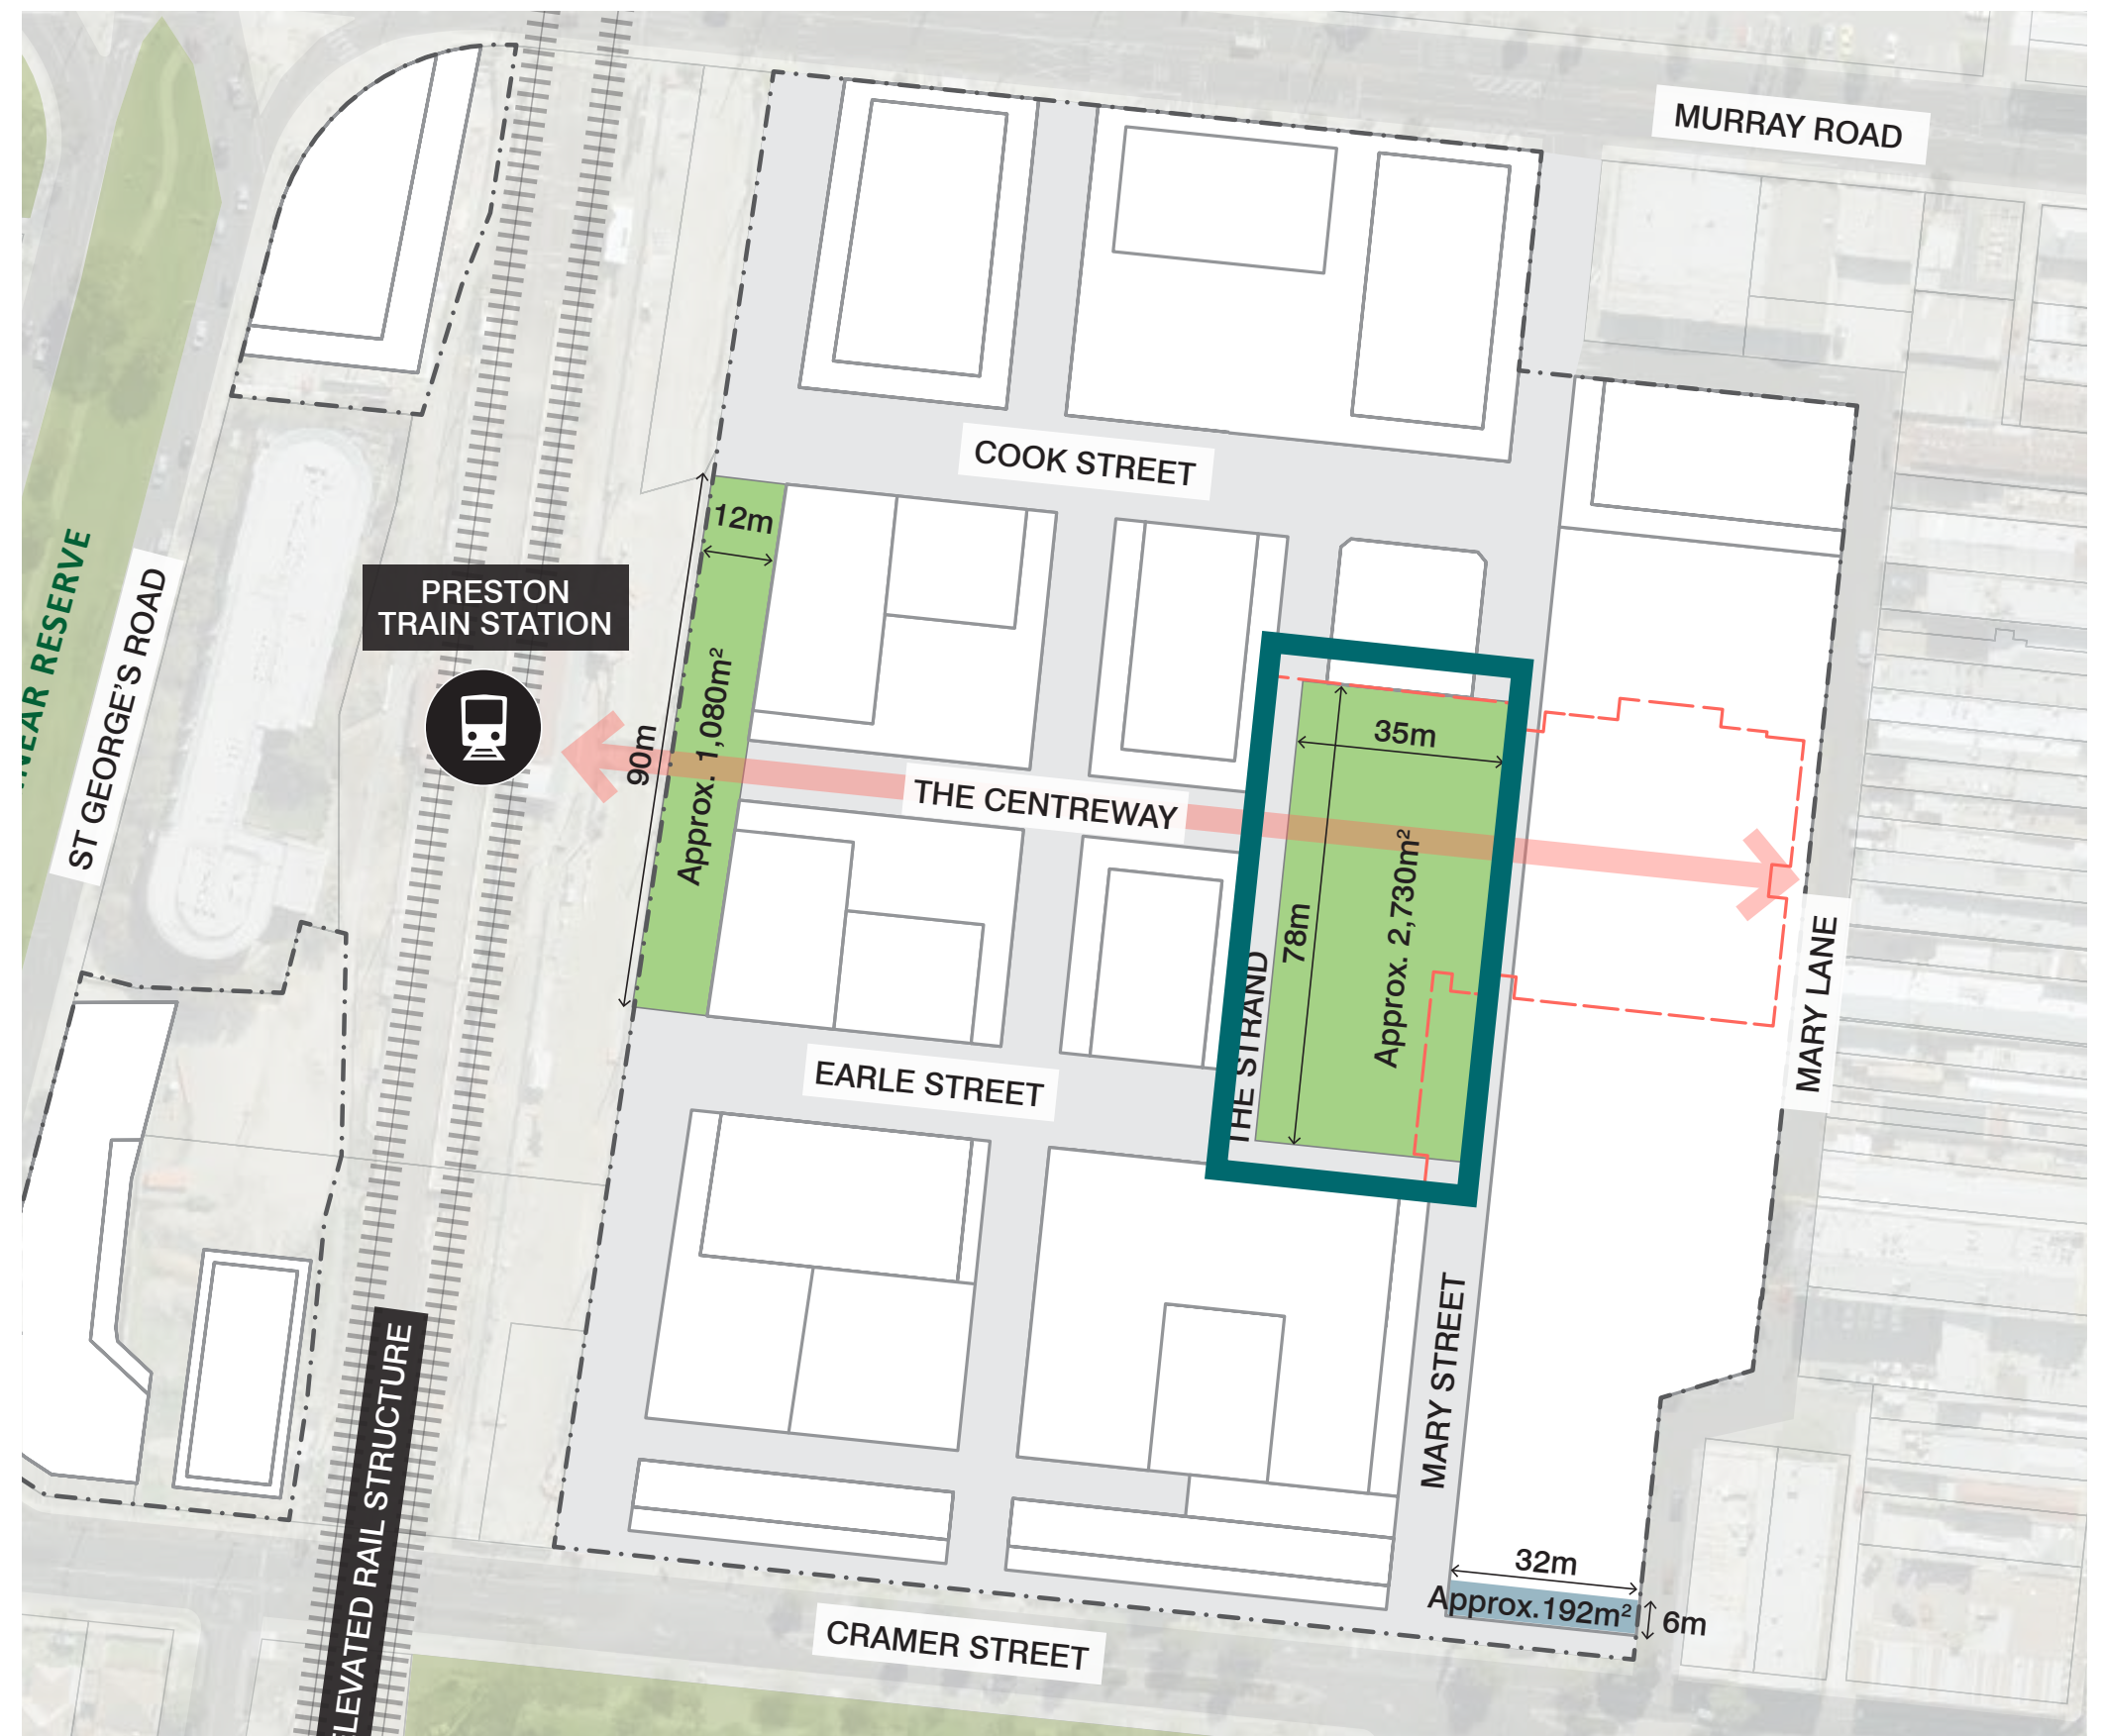 MURRAY ROAD
COOK STREET
12m
PRESTON
TRAIN STATION
NEAR RESERVE
ST GEORGE'S ROAD
90m
Approx. 1,080m²
THE CENTREWAY
35m
78m
Approx. 2,730m²
THE STRAND
MARY LANE
EARLE STREET
MARY STREET
ELEVATED RAIL STRUCTURE
32m
Approx.192m²
6m
CRAMER STREET